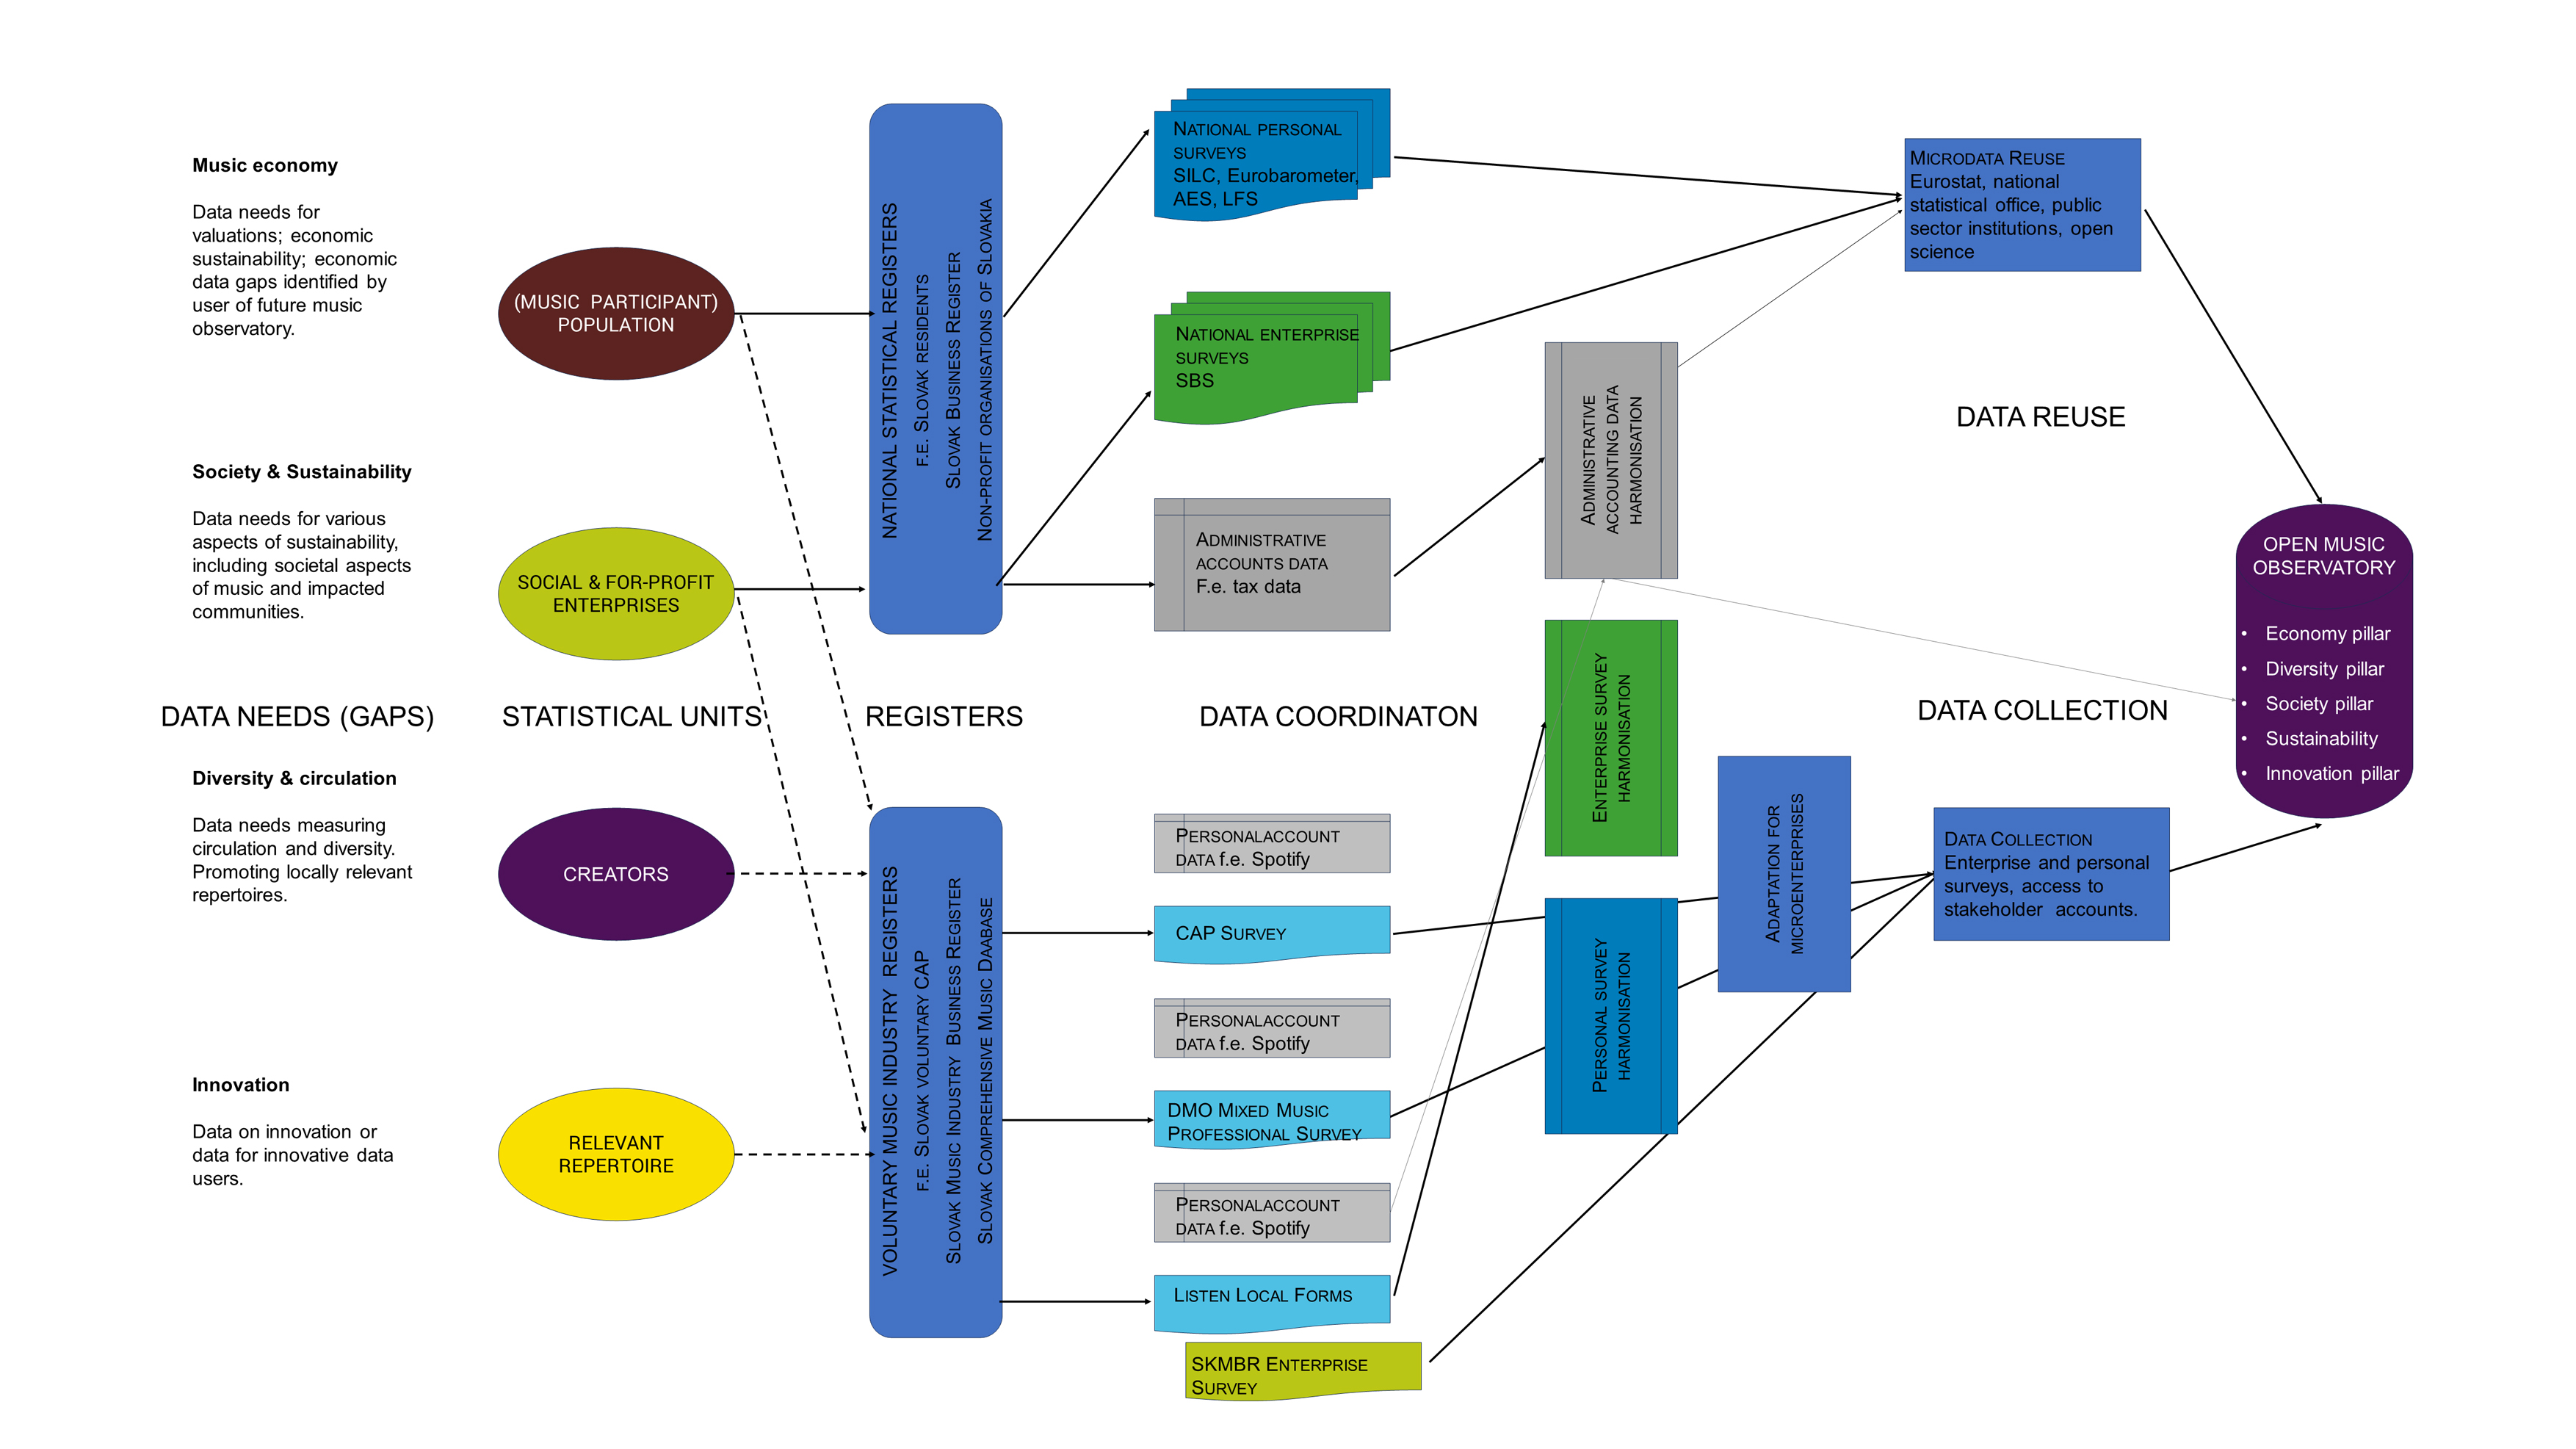 Music economy
Data needs for
valuations; economic
sustainability; economic
data gaps identified by
user of future music
observatory.
Society & Sustainability
Data needs for various
aspects of sustainability,
including societal aspects
of music and impacted
communities.
DATA NEEDS (GAPS)
Diversity & circulation
Data needs measuring
circulation and diversity.
Promoting locally relevant
repertoires.
Innovation
Data on innovation or
data for innovative data
users.
(MUSIC PARTICIPANT)
POPULATION
SOCIAL & FOR-PROFIT
ENTERPRISES
STATISTICAL UNITS
CREATORS
RELEVANT
REPERTOIRE
NATIONAL STATISTICAL REGISTERS
F.E. SLOVAK RESIDENTS
SLOVAK BUSINESS REGISTER
NON-PROFIT ORGANISATIONS OF SLOVAKIA
REGISTERS
VOLUNTARY MUSIC INDUSTRY REGISTERS
F.E. SLOVAK VOLUNTARY CAP
SLOVAK MUSIC INDUSTRY BUSINESS REGISTER
SLOVAK COMPREHENSIVE MUSIC DAABASE
NATIONAL PERSONAL
SURVEYS
SILC, Eurobarometer,
AES, LFS
NATIONAL ENTERPRISE
SURVEYS
SBS
ADMINISTRATIVE
ACCOUNTS DATA
F.e. tax data
DATA COORDINATON
PERSONALACCOUNT
DATA f.e. Spotify
CAP SURVEY
PERSONALACCOUNT
DATA f.e. Spotify
DMO MIXED MUSIC
PROFESSIONAL SURVEY
PERSONALACCOUNT
DATA f.e. Spotify
LISTEN LOCAL FORMS
SKMBR ENTERPRISE
SURVEY
ADMINISTRATIVE
ACCOUNTING DATA
HARMONISATION
ENTERPRISE SURVEY
HARMONISATION
PERSONAL SURVEY
HARMONISATION
ADAPTATION FOR
MICROENTERPRISES
MICRODATA REUSE
Eurostat, national
statistical office, public
sector institutions, open
science
DATA REUSE
DATA COLLECTION
DATA COLLECTION
Enterprise and personal
surveys, access to
stakeholder accounts.
OPEN MUSIC
OBSERVATORY
• Economy pillar
• Diversity pillar
• Society pillar
• Sustainability
• Innovation pillar